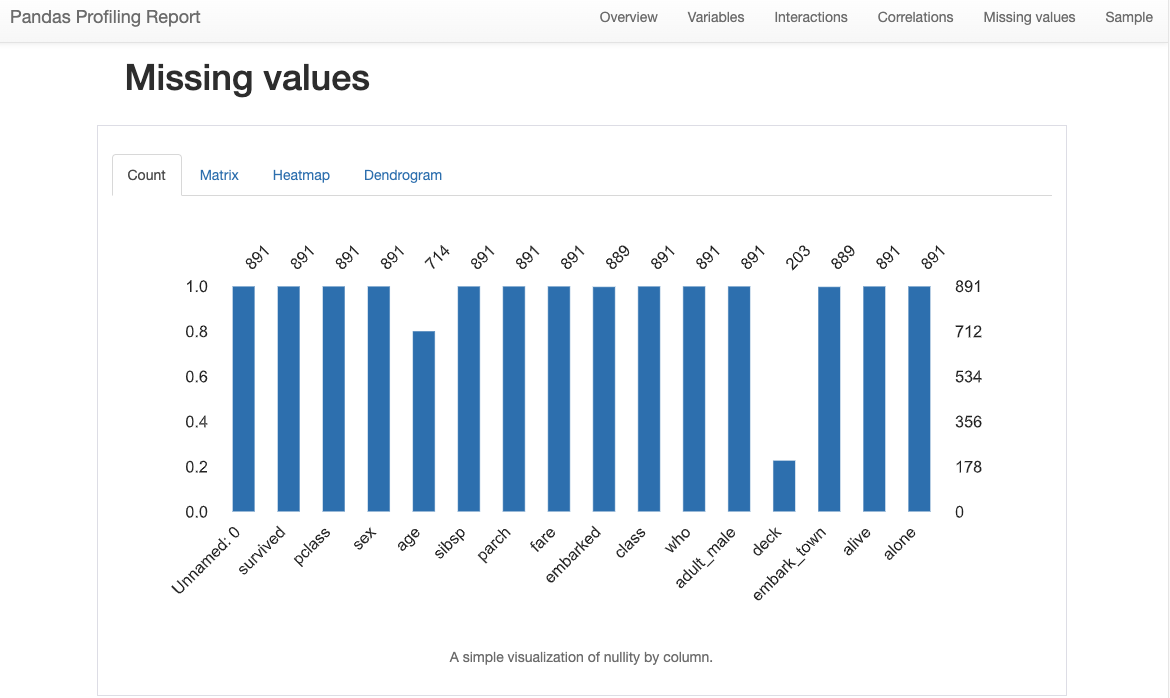 Pandas Profiling Report Overview Variables Interactions Correlations Missing values Sample
Missing values
Count Matrix Heatmap Dendrogram
891 891 891 891 714 891 891 891 889 891 891 891 203 889 891 891
1.0 891
0.8 712
0.6 534
0.4 356
0.2 178
0.0 0
Unnamed: 0 survived pclass sex age sibsp parch fare embarked class who adult_male deck embark_town alive alone
A simple visualization of nullity by column.